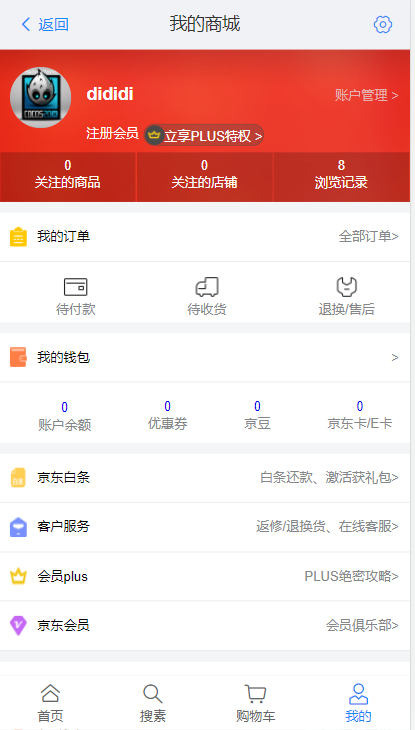 返回 我的商城
dididi
账户管理 >
注册会员 立享PLUS特权 >
0 0 8
关注的商品 关注的店铺 浏览记录
我的订单 全部订单>
待付款 待收货 退换/售后
我的钱包 >
0 0 0 0
账户余额 优惠券 京豆 京东卡/E卡
京东白条 白条还款、激活获礼包>
客户服务 返修/退换货、在线客服>
会员plus PLUS绝密攻略>
京东会员 会员俱乐部>
首页 搜素 购物车 我的